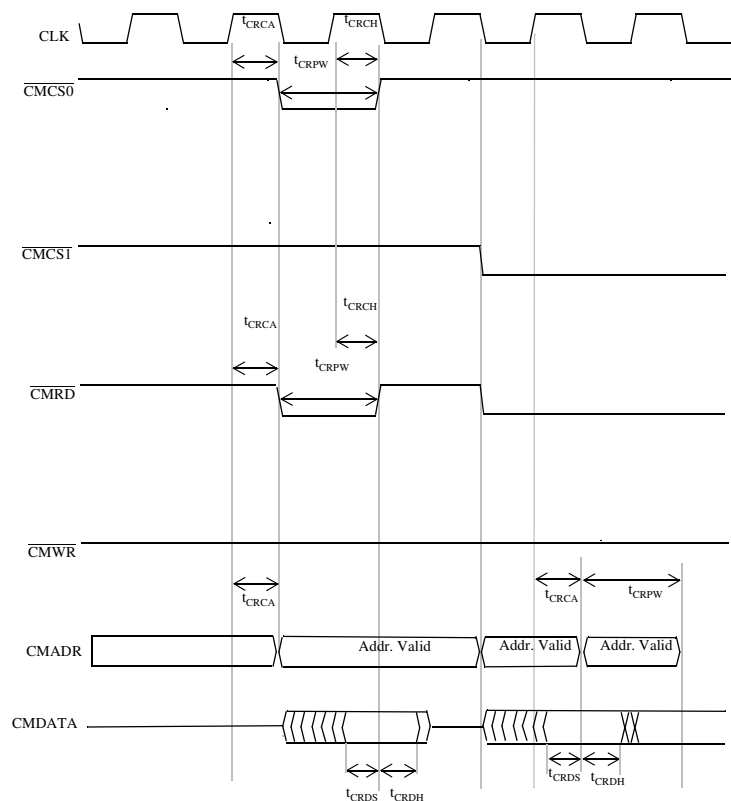 CLK
tCRCA
tCRCH
tCRPW
CMCS0
CMCS1
tCRCH
tCRCA
tCRPW
CMRD
CMWR
tCRCA
tCRCA
tCRPW
CMADR
Addr. Valid
Addr. Valid
Addr. Valid
CMDATA
tCRDS
tCRDH
tCRDS
tCRDH